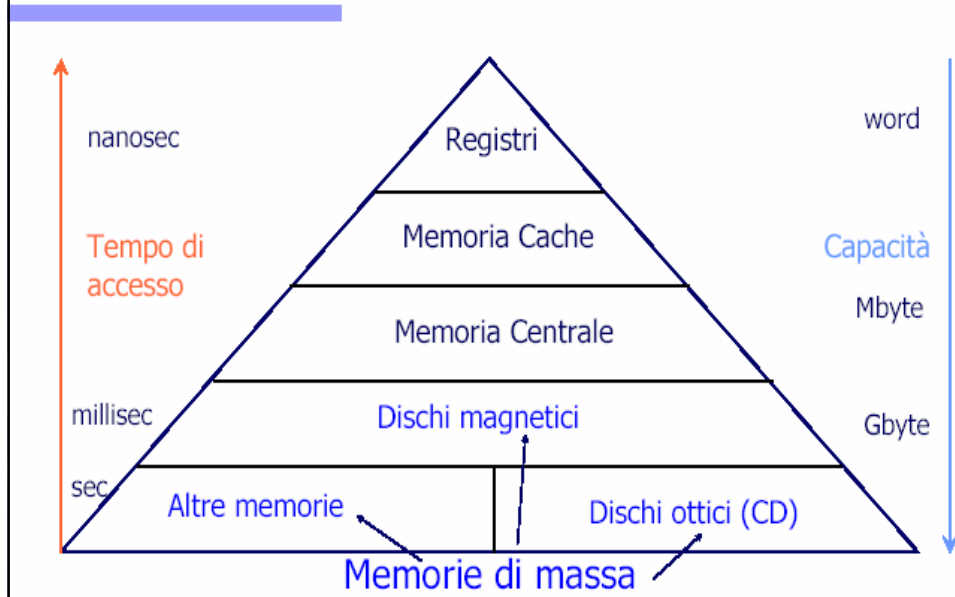 nanosec
Registri
word
Tempo di
accesso
Memoria Cache
Capacità
Mbyte
Memoria Centrale
millisec
Dischi magnetici
Gbyte
sec
Altre memorie
Dischi ottici (CD)
Memorie di massa